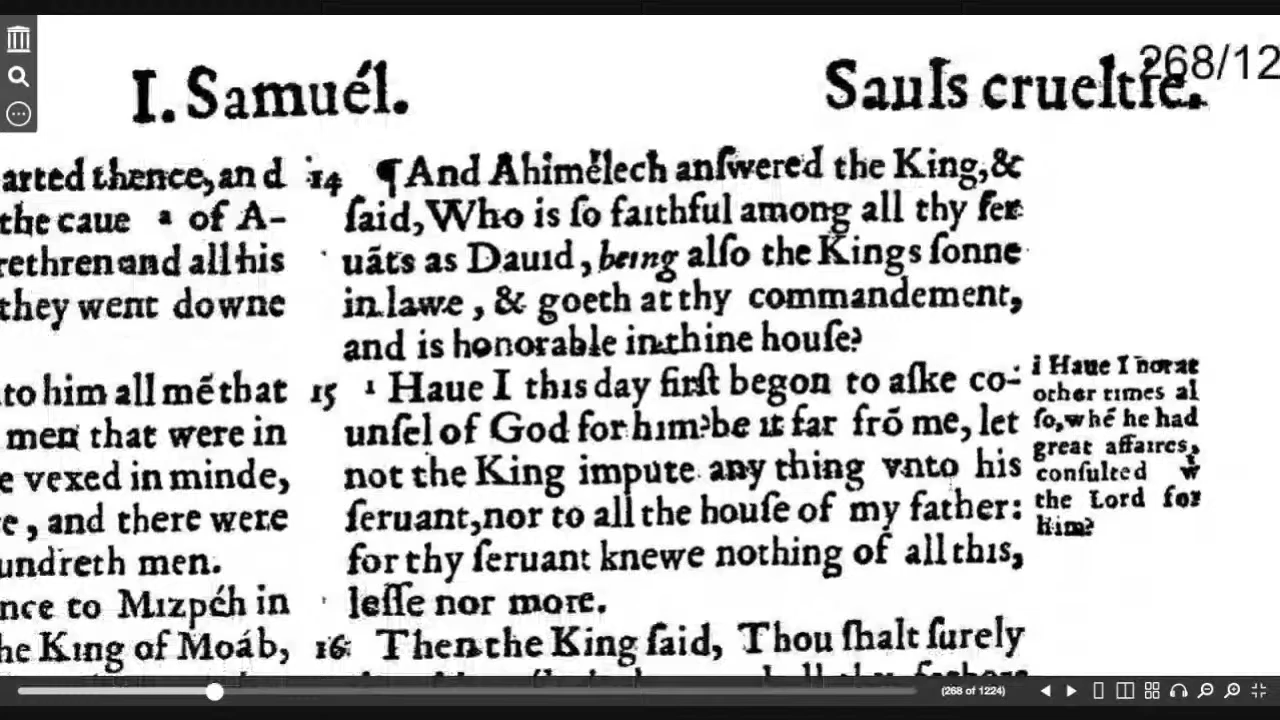 I. Samuél.
Sauls crueltie.
268/12
arted thence, and
the caue a of A-
rethren and all his
they went downe
to him all mẽ that
men that were in
e vexed in minde,
e, and there were
undreth men.
nce to Mizpéh in
he King of Moáb,
14 ¶ And Ahimélech anſwered the King, &
ſaid, Who is ſo faithful among all thy ſer
uãts as Dauid, being alſo the Kings ſonne
in lawe, & goeth at thy commandement,
and is honorable in thine houſe?
15 i Haue I this day firſt begon to aſke co-
unſel of God for him? be it far frõ me, let
not the King impute any thing vnto his
ſeruant, nor to all the houſe of my father:
for thy ſeruant knewe nothing of all this,
leſſe nor more.
16 Then the King ſaid, Thou ſhalt ſurely
i Haue I not at
other times al
ſo, whẽ he had
great affaires,
conſulted w
the Lord for
him?
(268 of 1224)